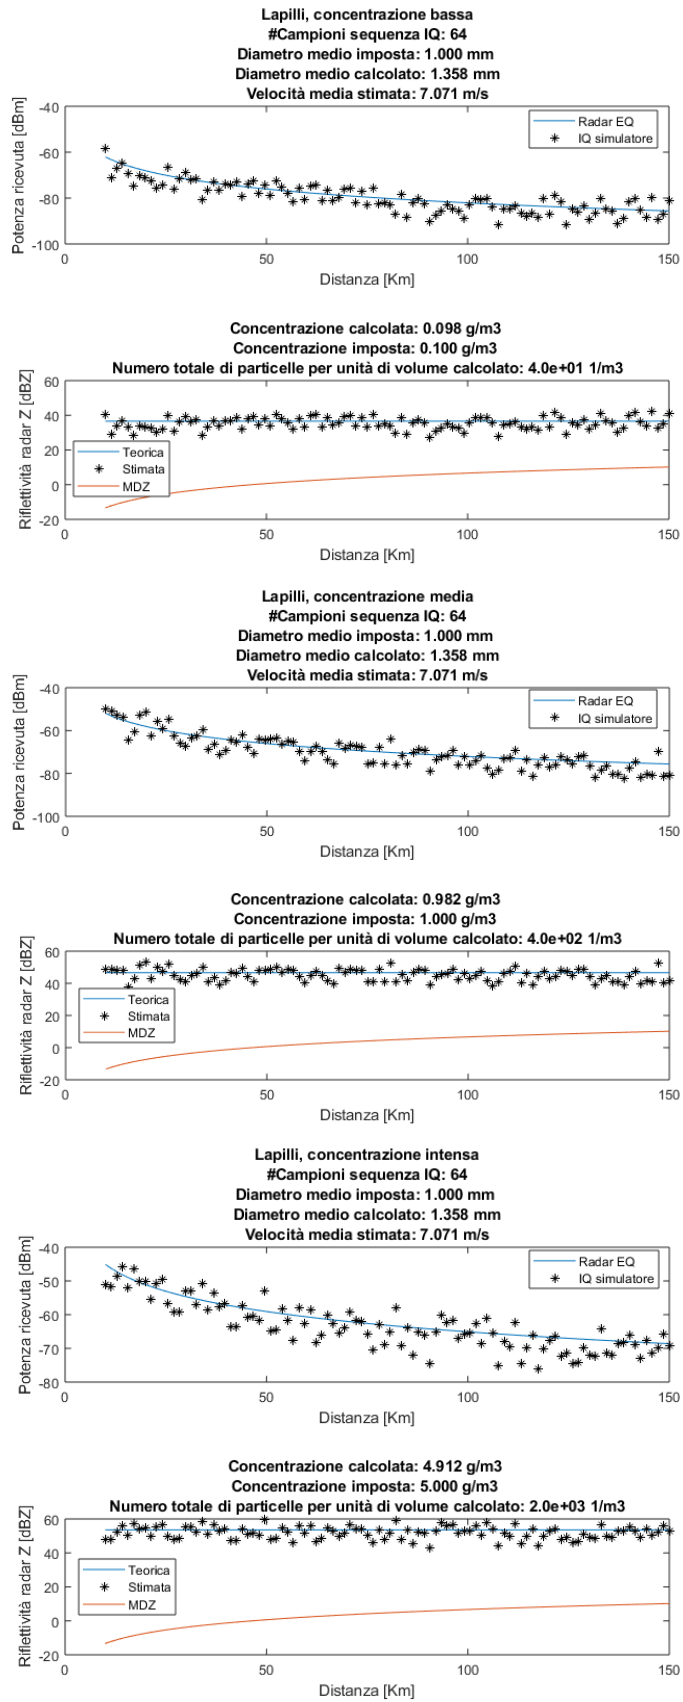 Lapilli, concentrazione bassa
#Campioni sequenza IQ: 64
Diametro medio imposta: 1.000 mm
Diametro medio calcolato: 1.358 mm
Velocità media stimata: 7.071 m/s
Potenza ricevuta [dBm]
-40
-60
-80
-100
Radar EQ
IQ simulatore
0
50
100
150
Distanza [Km]
Concentrazione calcolata: 0.098 g/m3
Concentrazione imposta: 0.100 g/m3
Numero totale di particelle per unità di volume calcolato: 4.0e+01 1/m3
Riflettività radar Z [dBZ]
60
40
20
0
-20
Teorica
Stimata
MDZ
0
50
100
150
Distanza [Km]
Lapilli, concentrazione media
#Campioni sequenza IQ: 64
Diametro medio imposta: 1.000 mm
Diametro medio calcolato: 1.358 mm
Velocità media stimata: 7.071 m/s
Potenza ricevuta [dBm]
-40
-60
-80
-100
Radar EQ
IQ simulatore
0
50
100
150
Distanza [Km]
Concentrazione calcolata: 0.982 g/m3
Concentrazione imposta: 1.000 g/m3
Numero totale di particelle per unità di volume calcolato: 4.0e+02 1/m3
Riflettività radar Z [dBZ]
60
40
20
0
-20
Teorica
Stimata
MDZ
0
50
100
150
Distanza [Km]
Lapilli, concentrazione intensa
#Campioni sequenza IQ: 64
Diametro medio imposta: 1.000 mm
Diametro medio calcolato: 1.358 mm
Velocità media stimata: 7.071 m/s
Potenza ricevuta [dBm]
-40
-50
-60
-70
-80
Radar EQ
IQ simulatore
0
50
100
150
Distanza [Km]
Concentrazione calcolata: 4.912 g/m3
Concentrazione imposta: 5.000 g/m3
Numero totale di particelle per unità di volume calcolato: 2.0e+03 1/m3
Riflettività radar Z [dBZ]
60
40
20
0
-20
Teorica
Stimata
MDZ
0
50
100
150
Distanza [Km]